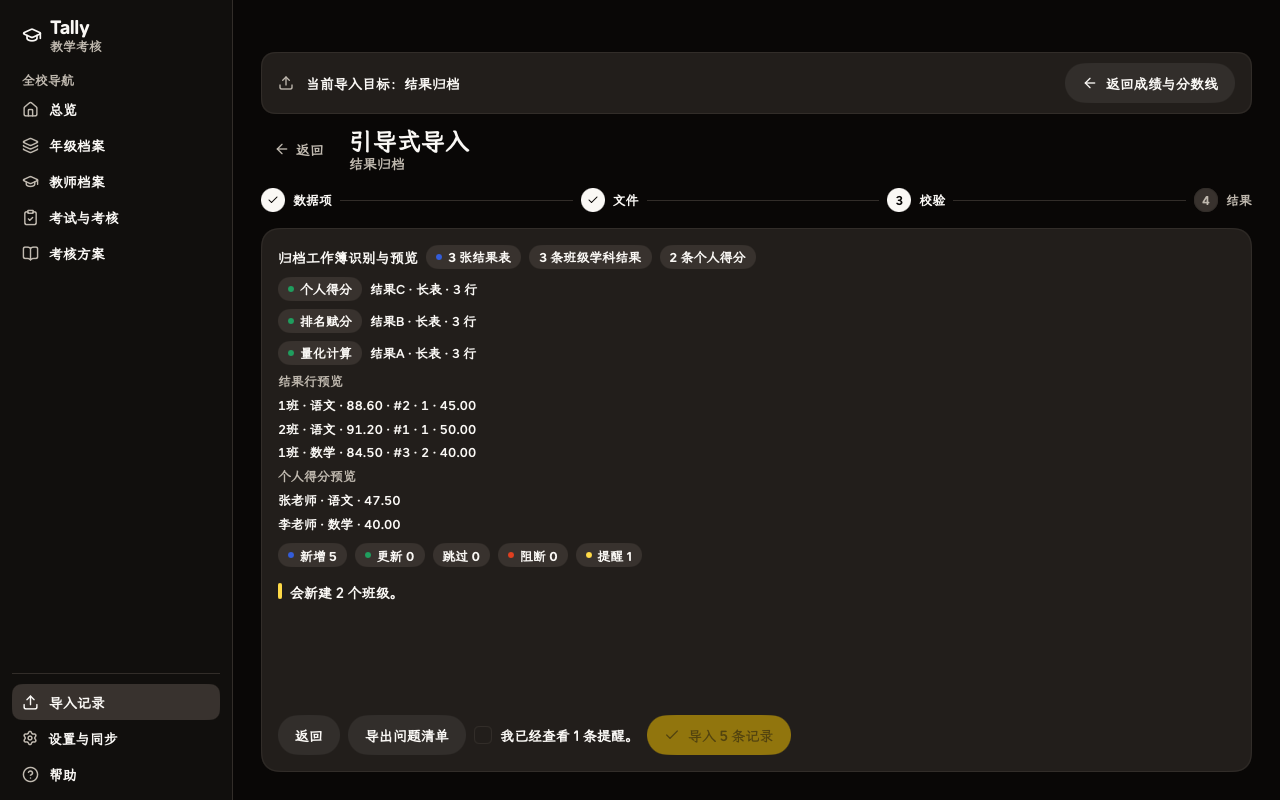 Tally
教学考核
全校导航
总览
年级档案
教师档案
考试与考核
考核方案
导入记录
设置与同步
帮助
当前导入目标：结果归档
返回成绩与分数线
返回
引导式导入
结果归档
数据项
文件
3 校验
4 结果
归档工作簿识别与预览 3 张结果表 3 条班级学科结果 2 条个人得分
个人得分 结果C · 长表 · 3 行
排名赋分 结果B · 长表 · 3 行
量化计算 结果A · 长表 · 3 行
结果行预览
1班 · 语文 · 88.60 · #2 · 1 · 45.00
2班 · 语文 · 91.20 · #1 · 1 · 50.00
1班 · 数学 · 84.50 · #3 · 2 · 40.00
个人得分预览
张老师 · 语文 · 47.50
李老师 · 数学 · 40.00
新增 5 更新 0 跳过 0 阻断 0 提醒 1
会新建 2 个班级。
返回 导出问题清单 我已经查看 1 条提醒。 导入 5 条记录